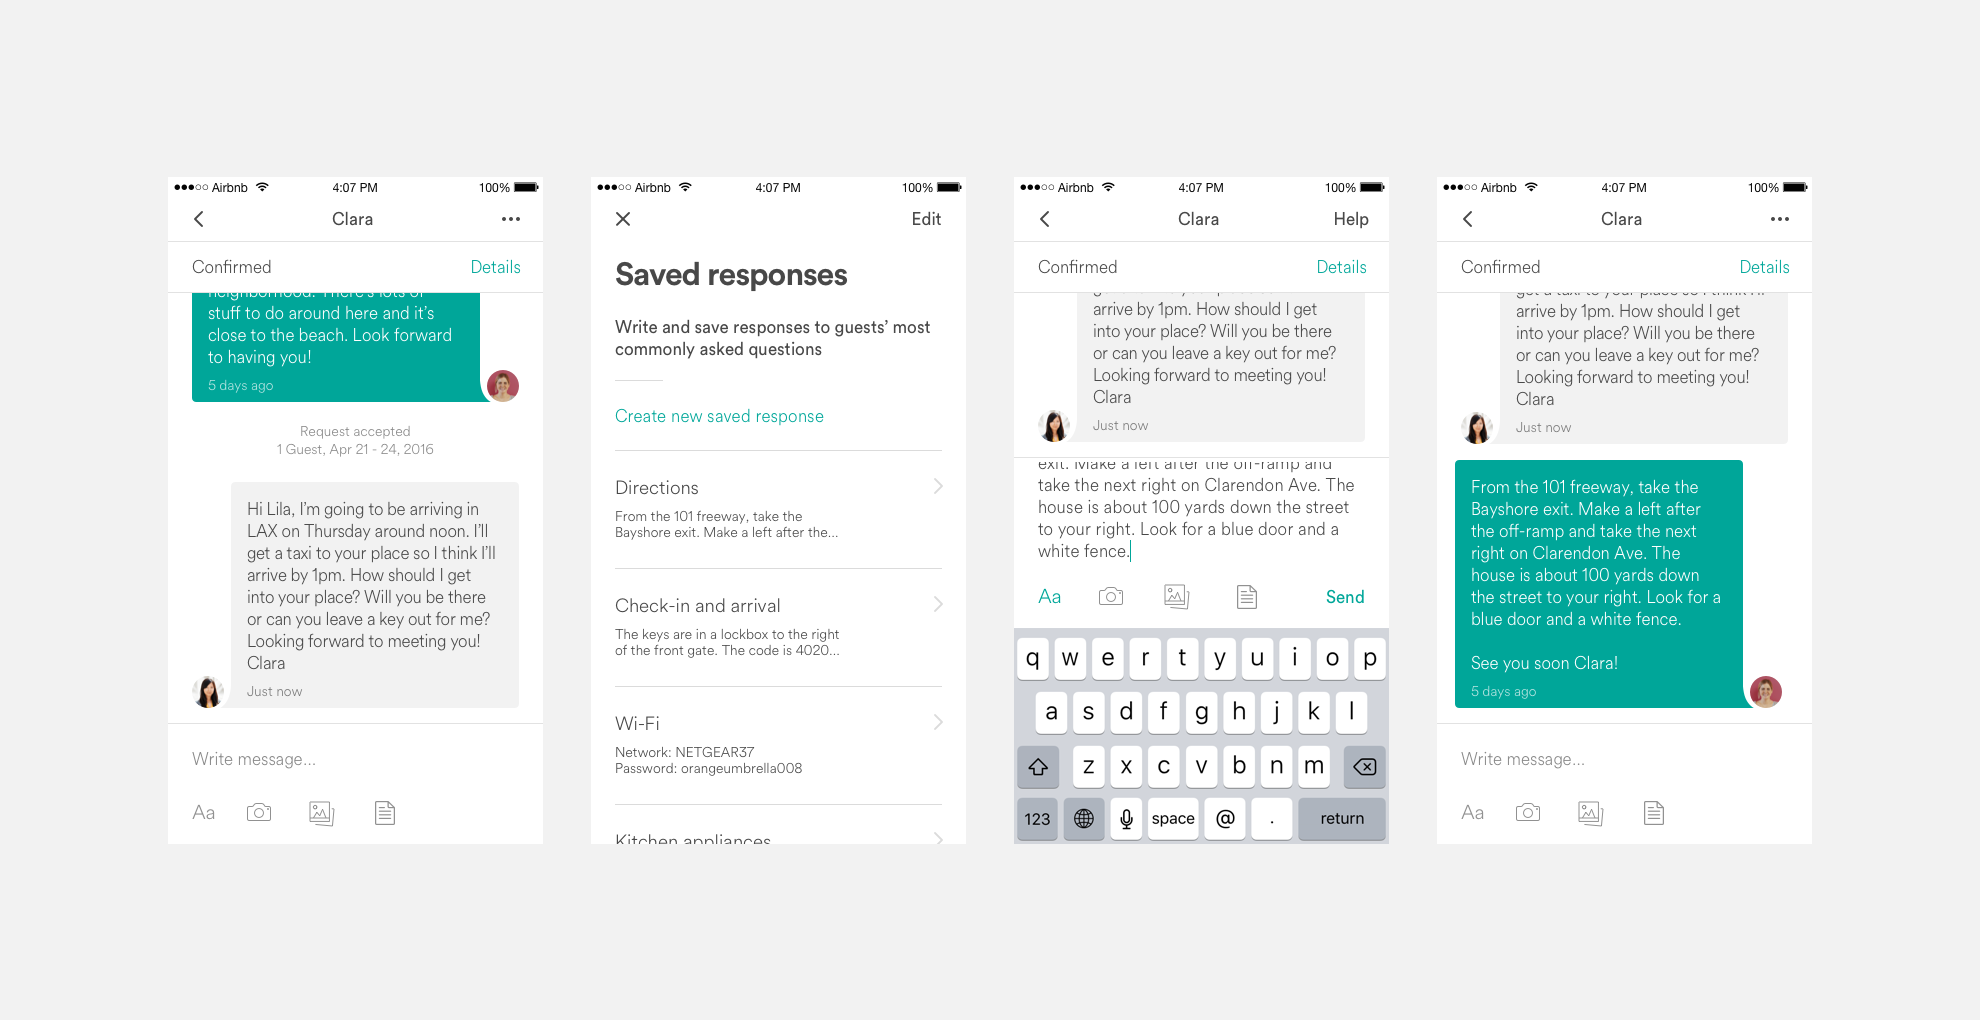 Airbnb 4:07 PM 100%
Clara
Confirmed Details
neighborhood. There's lots of
stuff to do around here and it's
close to the beach. Look forward
to having you!
5 days ago
Request accepted
1 Guest, Apr 21 - 24, 2016
Hi Lila, I'm going to be arriving in
LAX on Thursday around noon. I'll
get a taxi to your place so I think I'll
arrive by 1pm. How should I get
into your place? Will you be there
or can you leave a key out for me?
Looking forward to meeting you!
Clara
Just now
Write message...
Aa
Airbnb 4:07 PM 100%
Edit
Saved responses
Write and save responses to guests' most
commonly asked questions
Create new saved response
Directions
From the 101 freeway, take the
Bayshore exit. Make a left after the...
Check-in and arrival
The keys are in a lockbox to the right
of the front gate. The code is 4020...
Wi-Fi
Network: NETGEAR37
Password: orangeumbrella008
Kitchen appliances
Airbnb 4:07 PM 100%
Clara Help
Confirmed Details
arrive by 1pm. How should I get
into your place? Will you be there
or can you leave a key out for me?
Looking forward to meeting you!
Clara
Just now
exit. Make a left after the off-ramp and
take the next right on Clarendon Ave. The
house is about 100 yards down the street
to your right. Look for a blue door and a
white fence.
Aa Send
q w e r t y u i o p
a s d f g h j k l
z x c v b n m
123 space @ . return
Airbnb 4:07 PM 100%
Clara
Confirmed Details
get a taxi to your place so I think I'll
arrive by 1pm. How should I get
into your place? Will you be there
or can you leave a key out for me?
Looking forward to meeting you!
Clara
Just now
From the 101 freeway, take the
Bayshore exit. Make a left after
the off-ramp and take the next
right on Clarendon Ave. The
house is about 100 yards down
the street to your right. Look for a
blue door and a white fence.
See you soon Clara!
5 days ago
Write message...
Aa